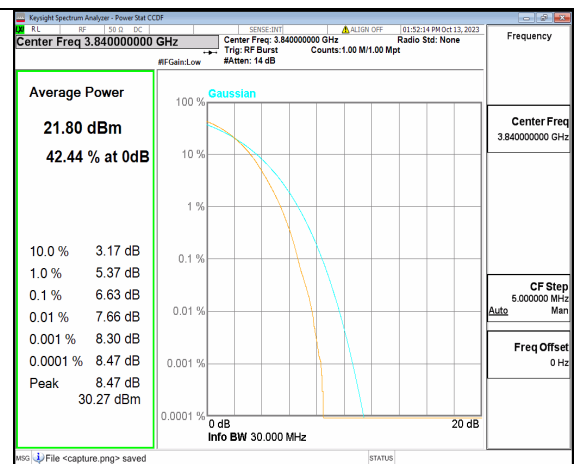 Keysight Spectrum Analyzer - Power Stat CCDF
RL RF 50 Ω DC SENSE:INT ALIGN OFF 01:52:14 PM Oct 13, 2023
Center Freq 3.840000000 GHz
Center Freq: 3.840000000 GHz Radio Std: None
Trig: RF Burst Counts:1.00 M/1.00 Mpt
#IFGain:Low #Atten: 14 dB
Frequency
Average Power
21.80 dBm
42.44 % at 0dB
10.0 % 3.17 dB
1.0 % 5.37 dB
0.1 % 6.63 dB
0.01 % 7.66 dB
0.001 % 8.30 dB
0.0001 % 8.47 dB
Peak 8.47 dB
30.27 dBm
Gaussian
100 %
10 %
1 %
0.1 %
0.01 %
0.001 %
0.0001 %
0 dB 20 dB
Info BW 30.000 MHz
Center Freq
3.840000000 GHz
CF Step
5.000000 MHz
Auto Man
Freq Offset
0 Hz
MSG File <capture.png> saved STATUS